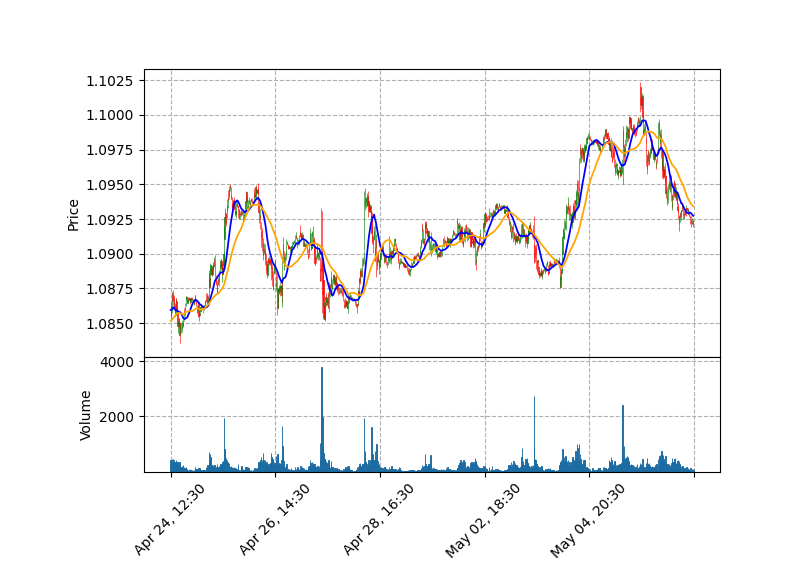 1.1025
1.1000
1.0975
1.0950
1.0925
1.0900
1.0875
1.0850
Price
4000
2000
Volume
Apr 24, 12:30
Apr 26, 14:30
Apr 28, 16:30
May 02, 18:30
May 04, 20:30